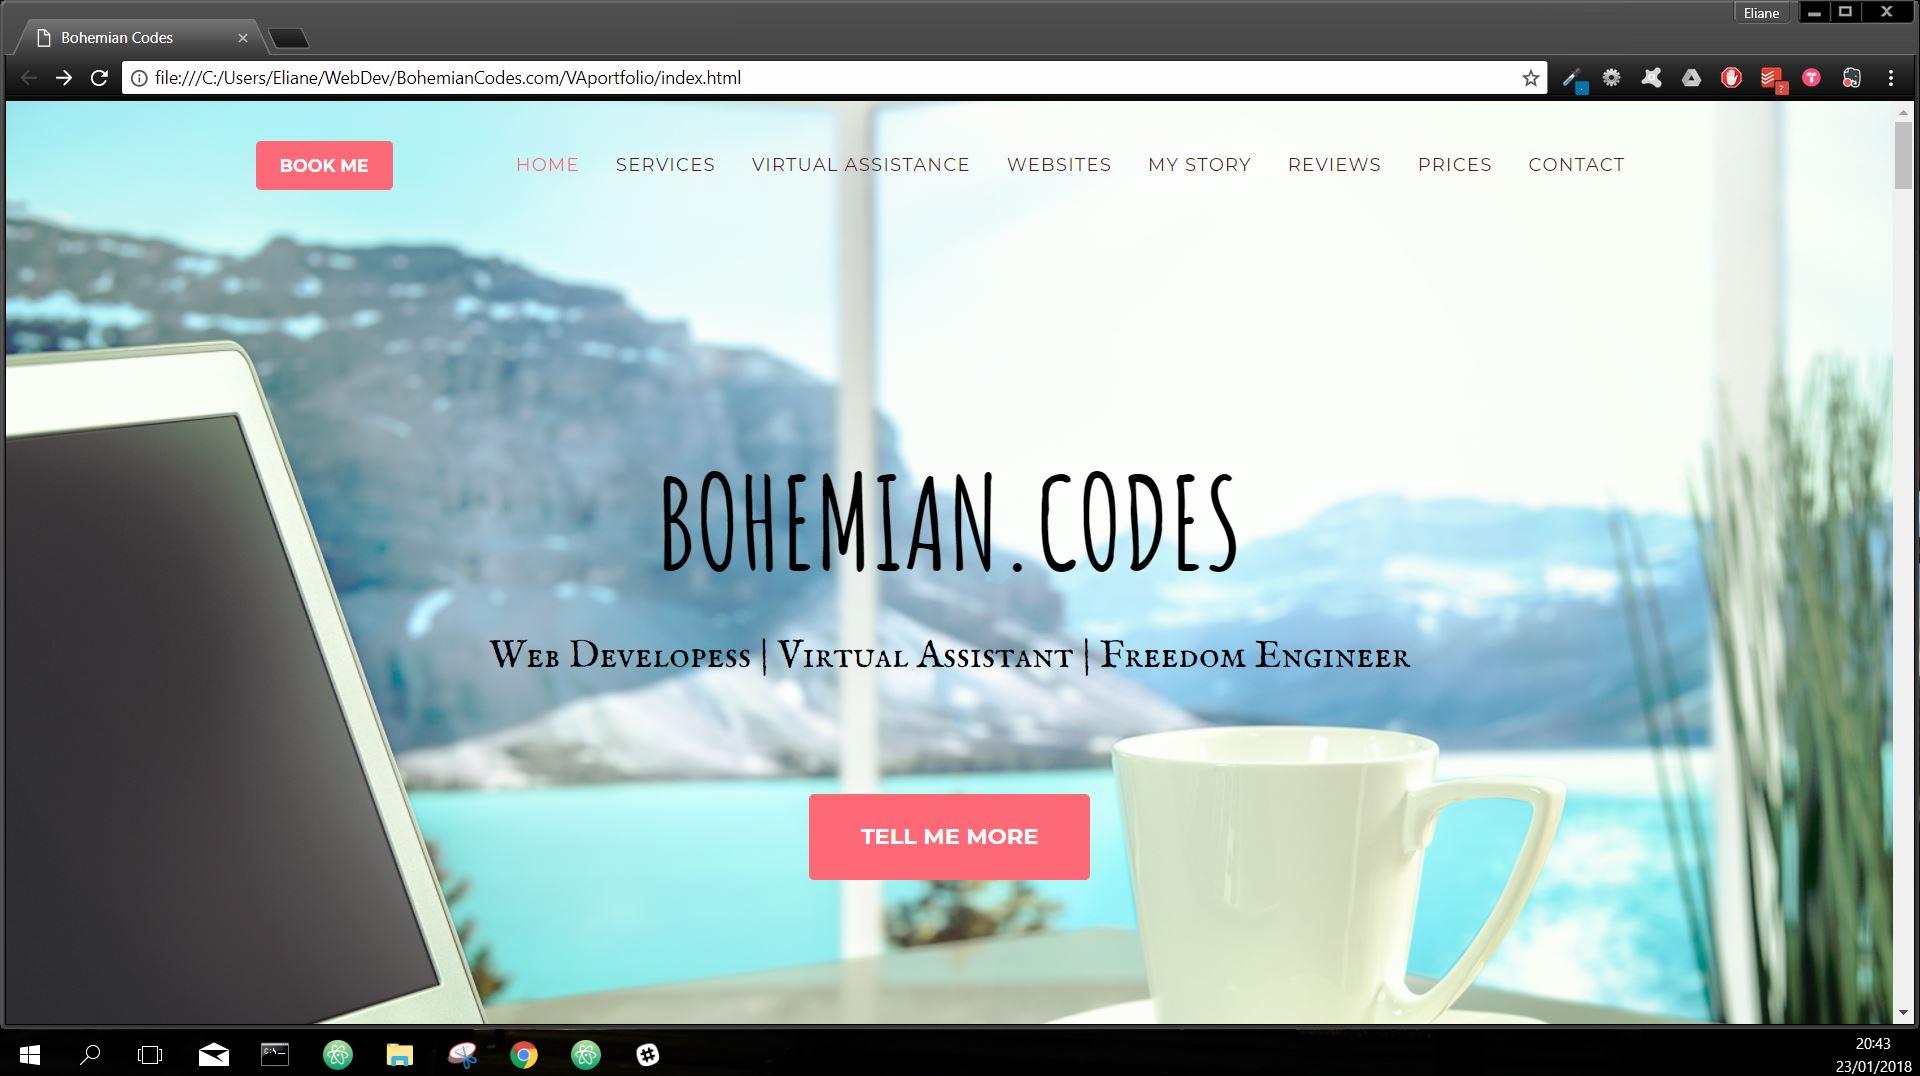 Eliane
Bohemian Codes
file:///C:/Users/Eliane/WebDev/BohemianCodes.com/VAportfolio/index.html
BOOK ME HOME SERVICES VIRTUAL ASSISTANCE WEBSITES MY STORY REVIEWS PRICES CONTACT
BOHEMIAN.CODES
Web Developess | Virtual Assistant | Freedom Engineer
TELL ME MORE
20:43
23/01/2018